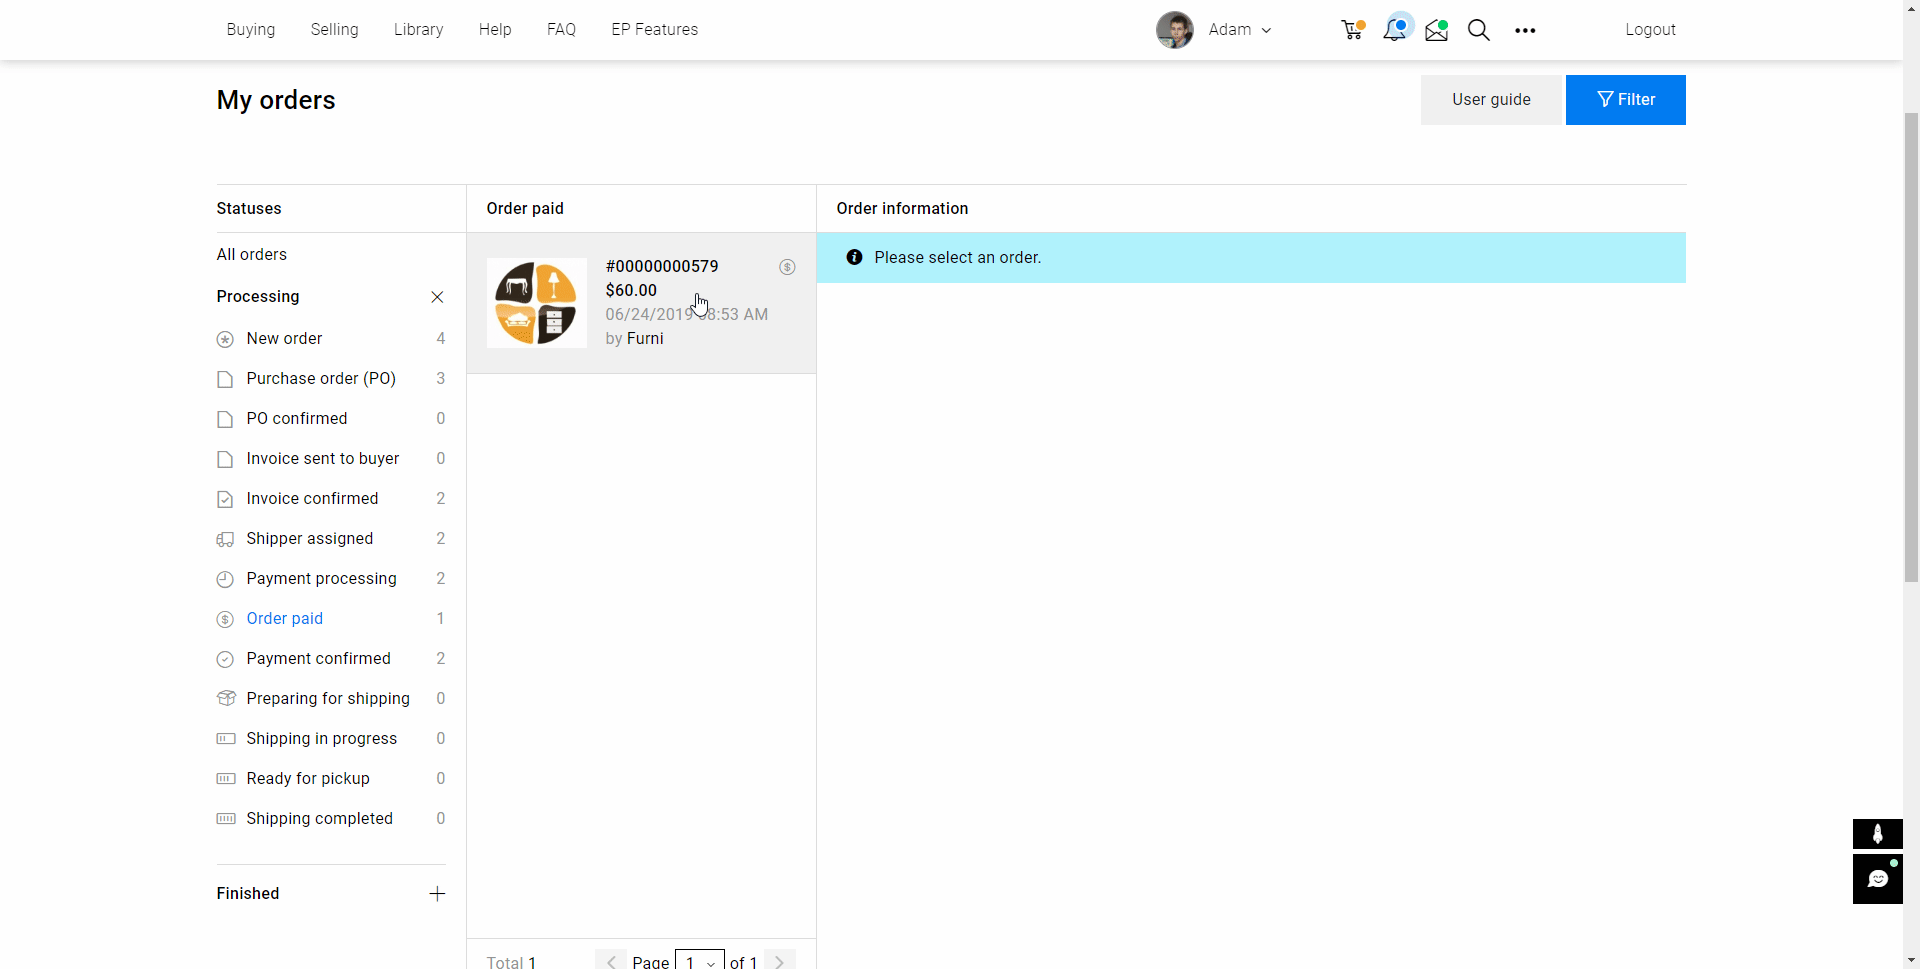 Buying Selling Library Help FAQ EP Features Adam Logout
My orders
User guide Filter
Statuses
All orders
Processing
New order 4
Purchase order (PO) 3
PO confirmed 0
Invoice sent to buyer 0
Invoice confirmed 2
Shipper assigned 2
Payment processing 2
Order paid 1
Payment confirmed 2
Preparing for shipping 0
Shipping in progress 0
Ready for pickup 0
Shipping completed 0
Finished
Order paid
#00000000579
$60.00
06/24/2019 08:53 AM
by Furni
Total 1 Page 1 of 1
Order information
Please select an order.